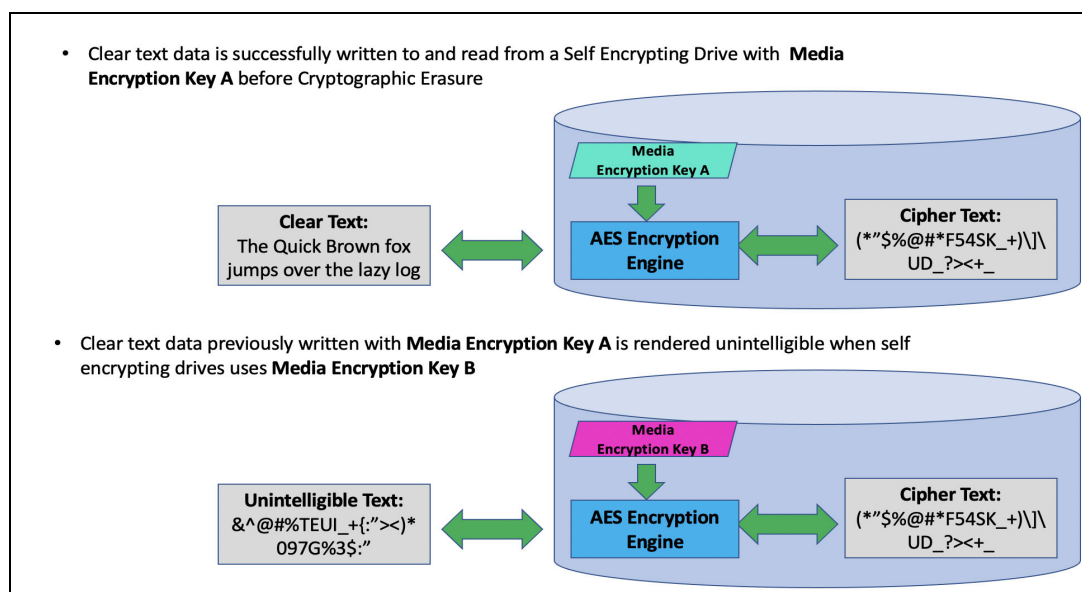 • Clear text data is successfully written to and read from a Self Encrypting Drive with Media
Encryption Key A before Cryptographic Erasure
Media
Encryption Key A
Clear Text:
The Quick Brown fox
jumps over the lazy log
AES Encryption
Engine
Cipher Text:
(*”$%@#*F54SK_+)\]\
UD_?><+_
• Clear text data previously written with Media Encryption Key A is rendered unintelligible when self
encrypting drives uses Media Encryption Key B
Media
Encryption Key B
Unintelligible Text:
&^@#%TEUI_+{:”><)*
097G%3$:”
AES Encryption
Engine
Cipher Text:
(*”$%@#*F54SK_+)\]\
UD_?><+_